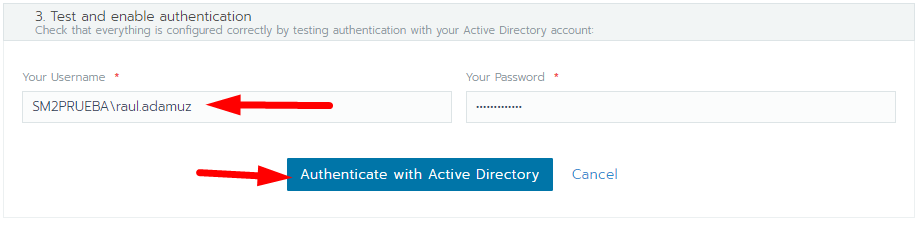 3. Test and enable authentication
Check that everything is configured correctly by testing authentication with your Active Directory account:
Your Username *
Your Password *
SM2PRUEBA\raul.adamuz
•••••••••••••
Authenticate with Active Directory
Cancel